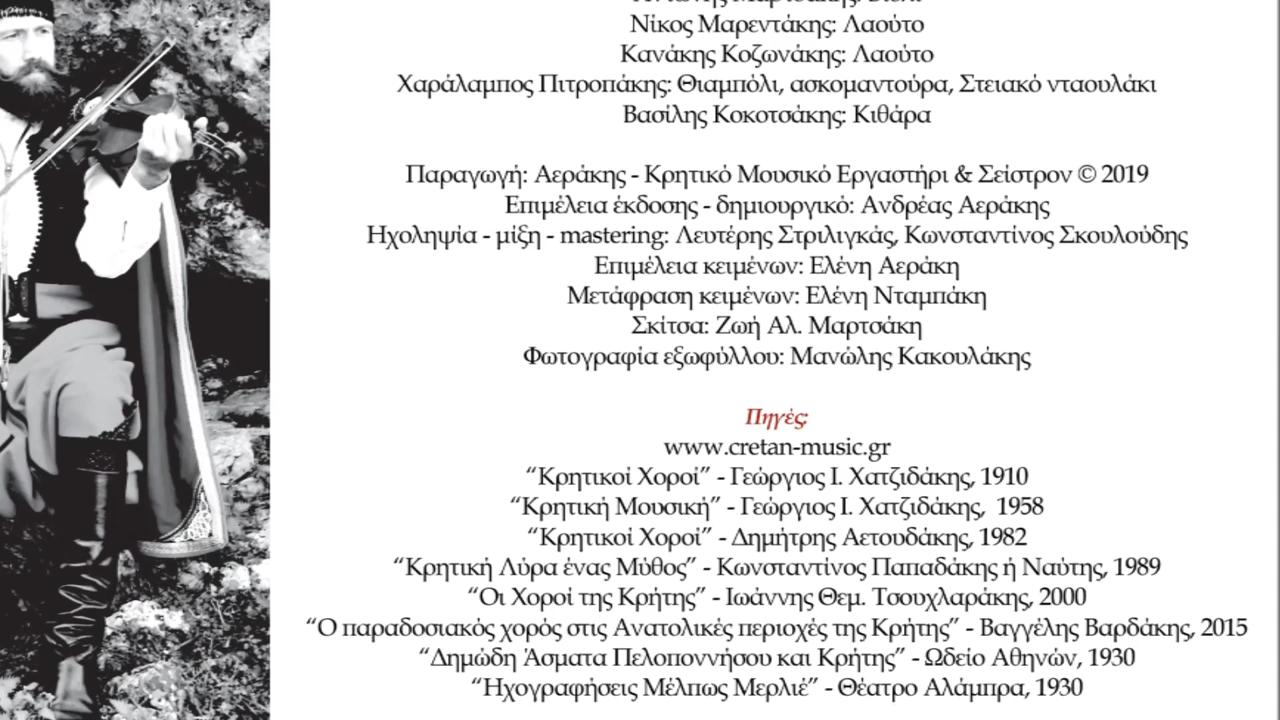 Νίκος Μαρεντάκης: Λαούτο
Κανάκης Κοζωνάκης: Λαούτο
Χαράλαμπος Πιτροπάκης: Θιαμπόλι, ασκομαντούρα, Στειακό νταουλάκι
Βασίλης Κοκοτσάκης: Κιθάρα
Παραγωγή: Αεράκης - Κρητικό Μουσικό Εργαστήρι & Σείστρον © 2019
Επιμέλεια έκδοσης - δημιουργικό: Ανδρέας Αεράκης
Ηχοληψία - μίξη - mastering: Λευτέρης Στριλιγκάς, Κωνσταντίνος Σκουλούδης
Επιμέλεια κειμένων: Ελένη Αεράκη
Μετάφραση κειμένων: Ελένη Νταμπάκη
Σκίτσα: Ζωή Αλ. Μαρτσάκη
Φωτογραφία εξωφύλλου: Μανώλης Κακουλάκης
Πηγές:
www.cretan-music.gr
“Κρητικοί Χοροί” - Γεώργιος Ι. Χατζιδάκης, 1910
“Κρητική Μουσική” - Γεώργιος Ι. Χατζιδάκης, 1958
“Κρητικοί Χοροί” - Δημήτρης Αετουδάκης, 1982
“Κρητική Λύρα ένας Μύθος” - Κωνσταντίνος Παπαδάκης ή Ναύτης, 1989
“Οι Χοροί της Κρήτης” - Ιωάννης Θεμ. Τσουχλαράκης, 2000
“Ο παραδοσιακός χορός στις Ανατολικές περιοχές της Κρήτης” - Βαγγέλης Βαρδάκης, 2015
“Δημώδη Άσματα Πελοποννήσου και Κρήτης” - Ωδείο Αθηνών, 1930
“Ηχογραφήσεις Μέλπως Μερλιέ” - Θέατρο Αλάμπρα, 1930